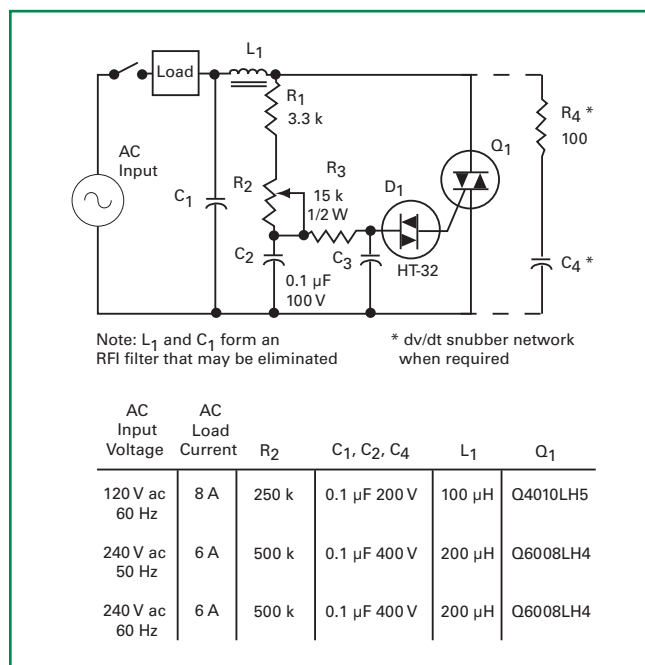 L1
Load
R1
3.3 k
R4 *
100
AC
Input
Q1
R3
D1
R2
15 k
1/2 W
C1
C2
C3
HT-32
C4 *
0.1 µF
100 V
Note: L1 and C1 form an
RFI filter that may be eliminated
* dv/dt snubber network
when required
AC
Input
Voltage
AC
Load
Current
R2
C1, C2, C4
L1
Q1
120 V ac
60 Hz
8 A
250 k
0.1 µF 200 V
100 µH
Q4010LH5
240 V ac
50 Hz
6 A
500 k
0.1 µF 400 V
200 µH
Q6008LH4
240 V ac
60 Hz
6 A
500 k
0.1 µF 400 V
200 µH
Q6008LH4